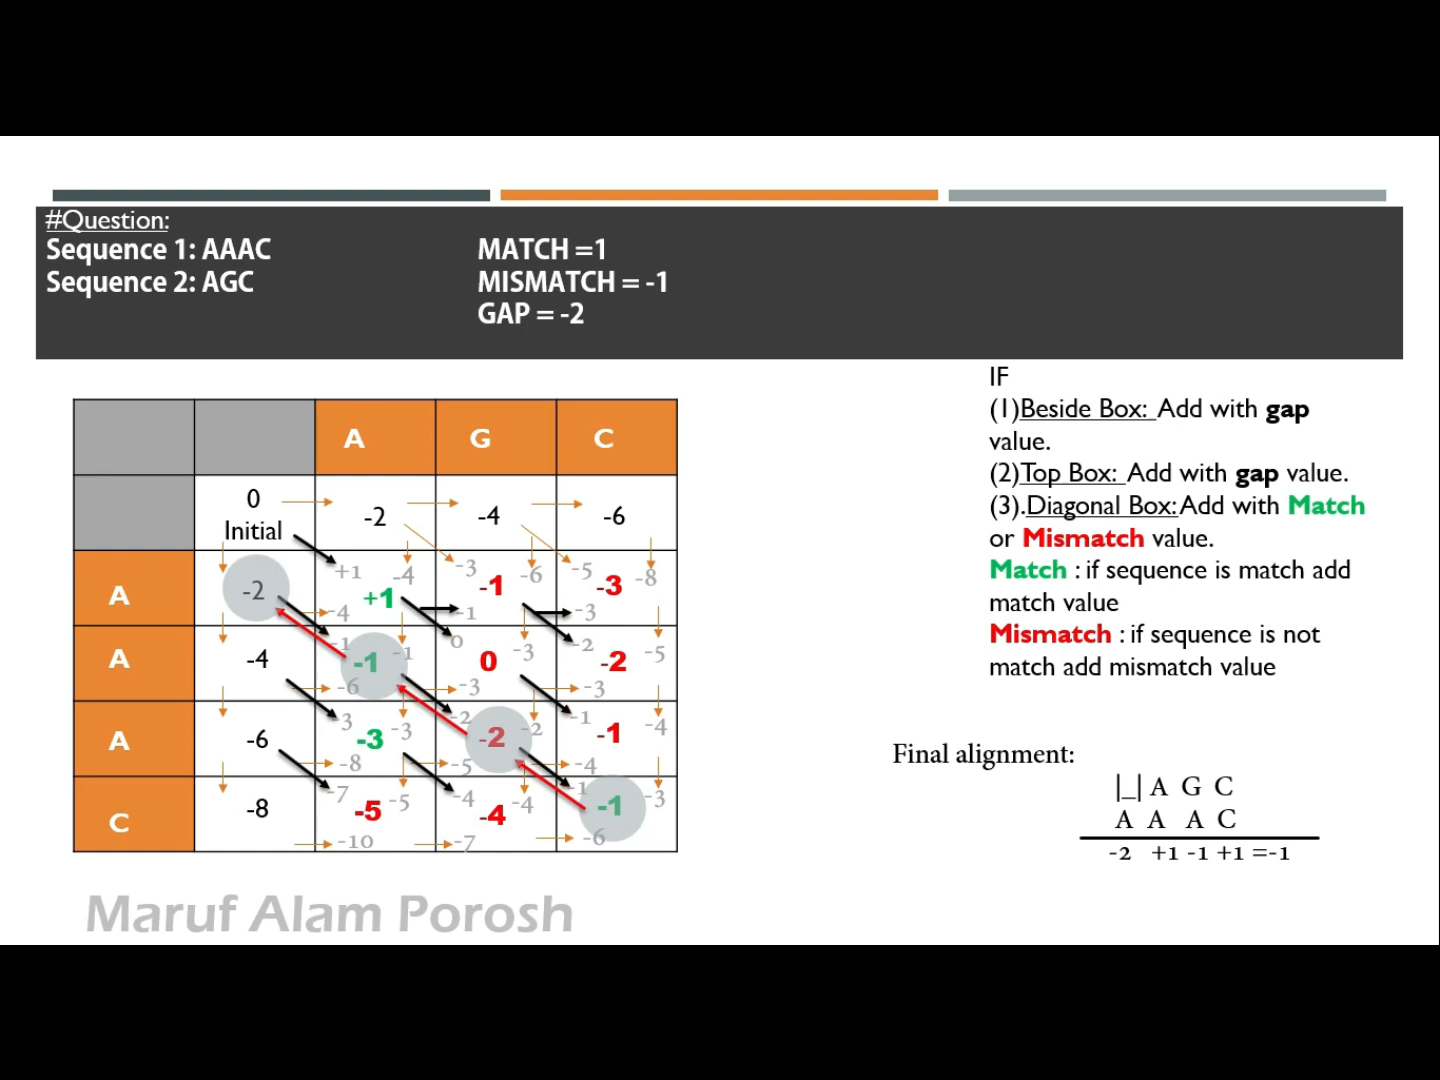 #Question:
Sequence 1: AAAC
Sequence 2: AGC
MATCH =1
MISMATCH = -1
GAP = -2
A G C
0 -2 -4 -6
Initial
+1 -4 -3 -6 -5 -8
A -2 +1 -1 -3
-4 -1 -3
-1 -1 0 -3 -2 -5
A -4 -1 0 -2
-6 -3 -3
3 -3 -2 -2 -1 -4
A -6 -3 -2 -1
-8 -5 -4
-7 -5 -4 -4 -1 -3
C -8 -5 -4 -1
-10 -7 -6
IF
(1)Beside Box: Add with gap
value.
(2)Top Box: Add with gap value.
(3).Diagonal Box:Add with Match
or Mismatch value.
Match : if sequence is match add
match value
Mismatch : if sequence is not
match add mismatch value
Final alignment:
|_| A G C
A A A C
-2 +1 -1 +1 =-1
Maruf Alam Porosh